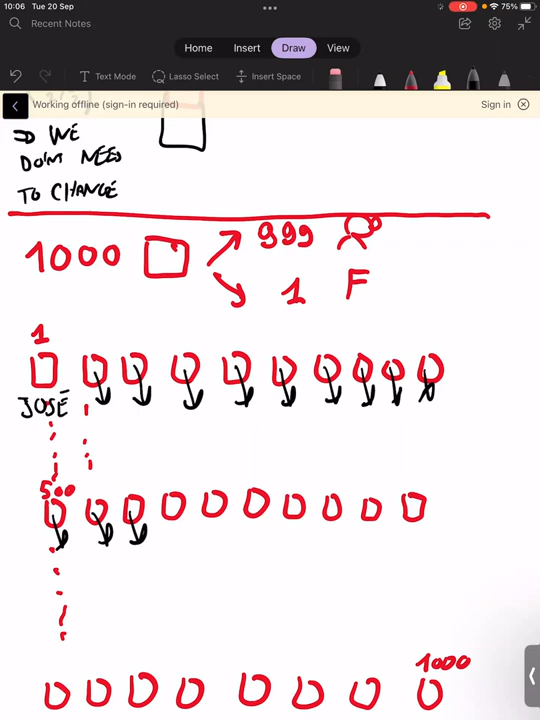 10:06 Tue 20 Sep
75%
Recent Notes
Home Insert Draw View
Text Mode Lasso Select Insert Space
Working offline (sign-in required) Sign in
⇒ WE
DON'T NEED
TO CHANGE
1000 999
1 F
1
JOSÉ
500
1000